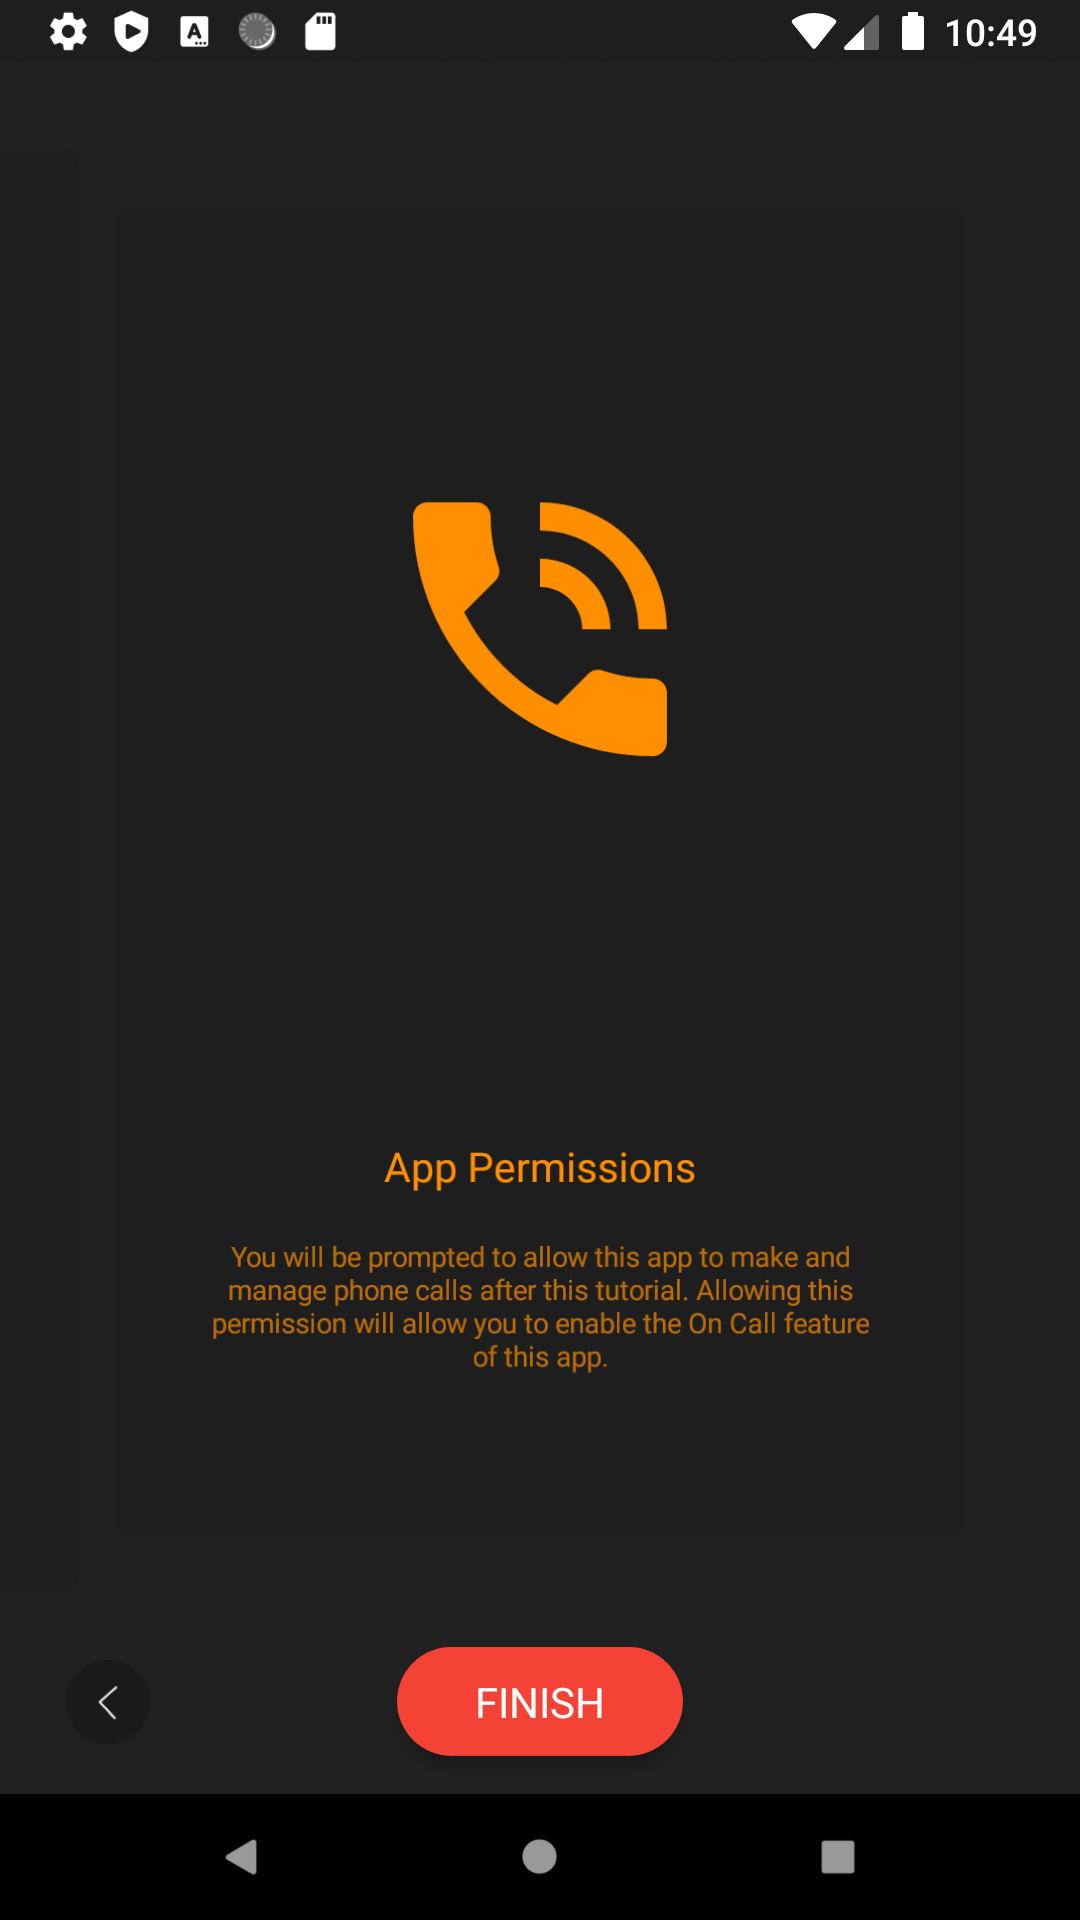 10:49
App Permissions
You will be prompted to allow this app to make and
manage phone calls after this tutorial. Allowing this
permission will allow you to enable the On Call feature
of this app.
FINISH